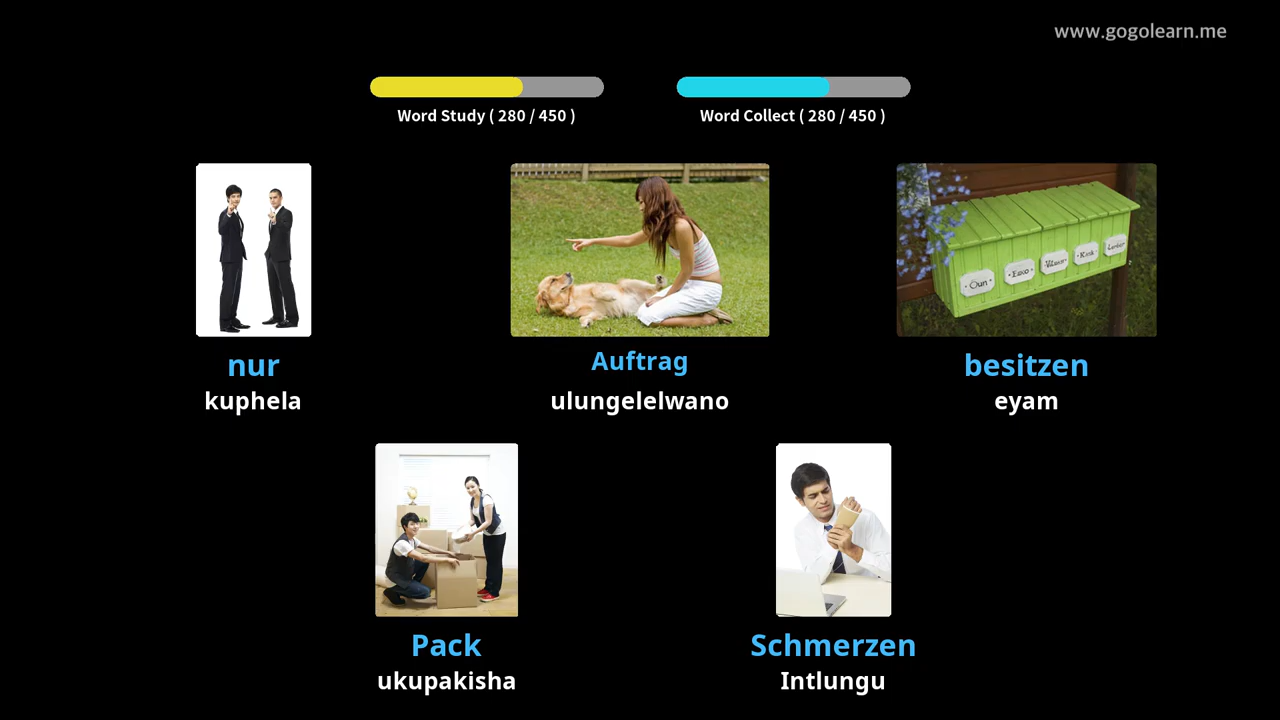 www.gogolearn.me
Word Study ( 280 / 450 )
Word Collect ( 280 / 450 )
Oun
nur
Auftrag
besitzen
kuphela
ulungelelwano
eyam
Pack
Schmerzen
ukupakisha
Intlungu